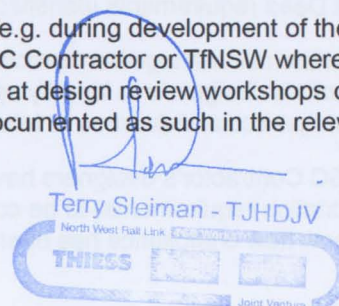 e.g. during development of the
C Contractor or TfNSW where
at design review workshops o
ocumented as such in the relev
Terry Sleiman - TJHDJV
North West Rail Link
THIESS
Joint Venture